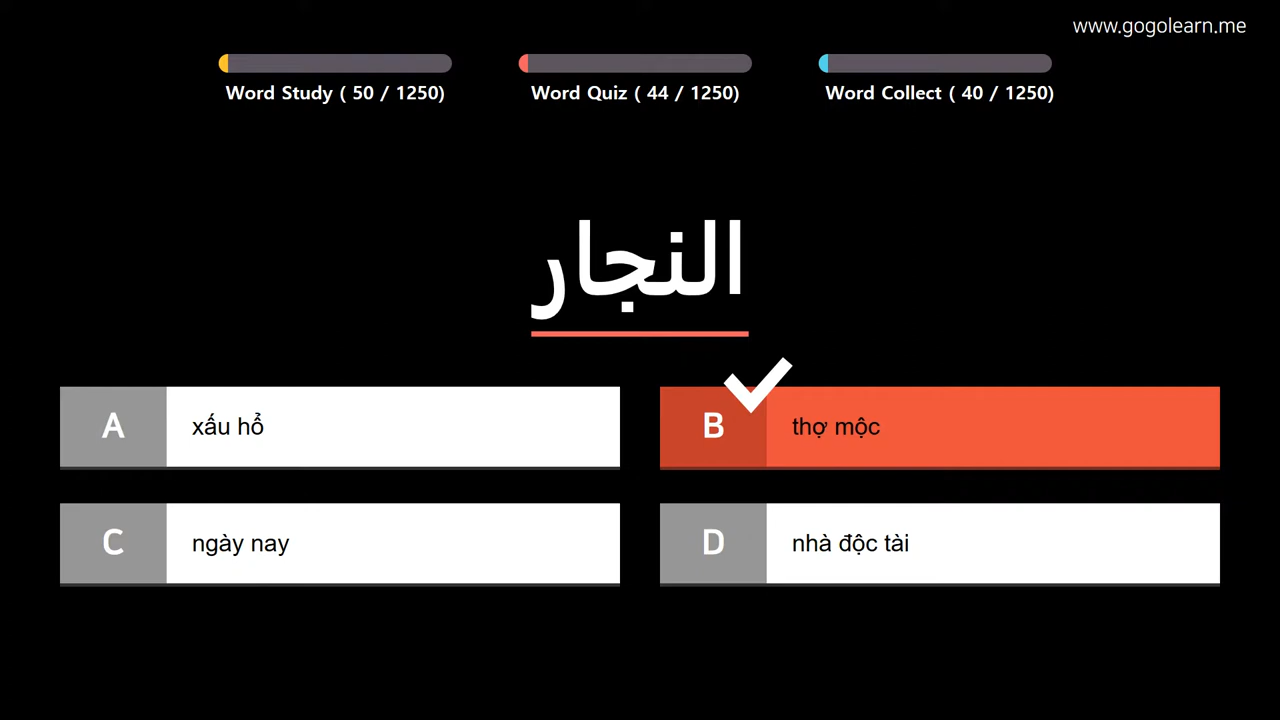 www.gogolearn.me
Word Study ( 50 / 1250)
Word Quiz ( 44 / 1250)
Word Collect ( 40 / 1250)
النجار
A xấu hổ
B thợ mộc
C ngày nay
D nhà độc tài